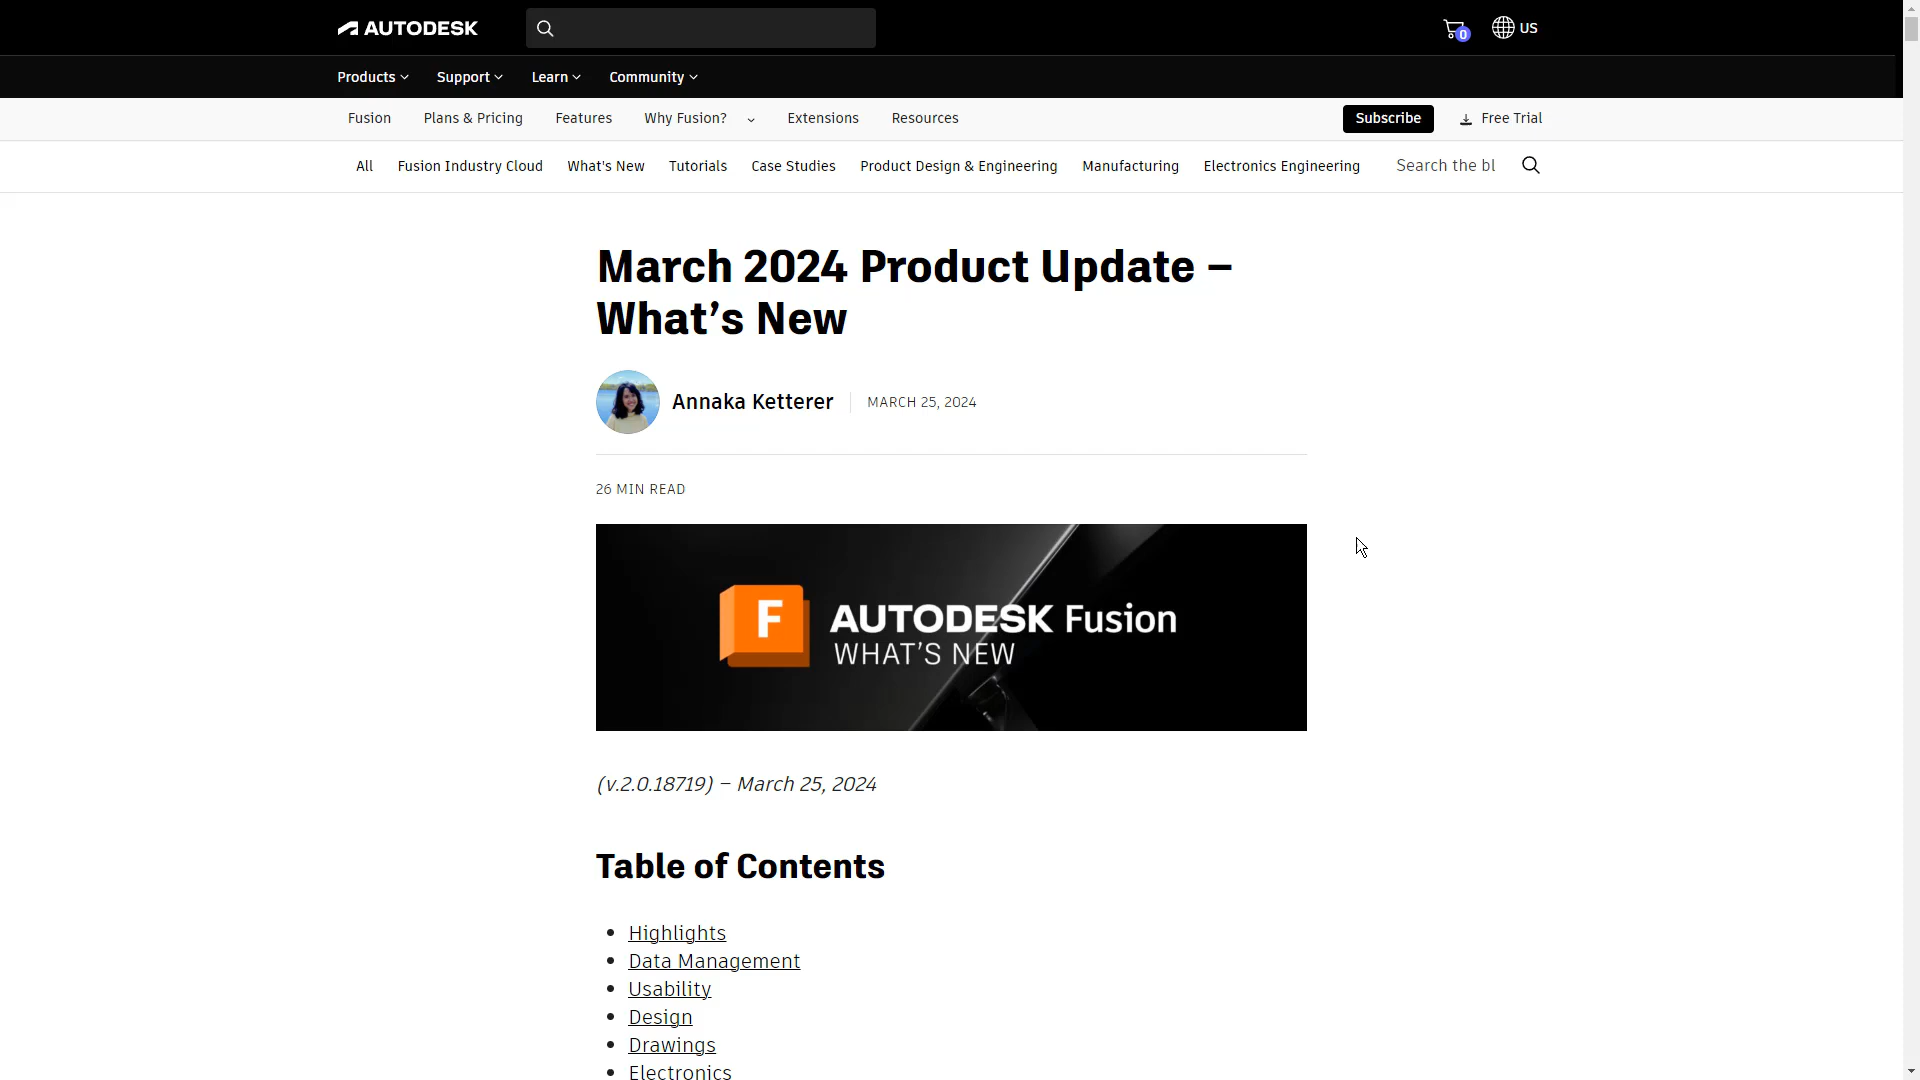 AUTODESK
0
US
Products
Support
Learn
Community
Fusion
Plans & Pricing
Features
Why Fusion?
Extensions
Resources
Subscribe
Free Trial
All
Fusion Industry Cloud
What's New
Tutorials
Case Studies
Product Design & Engineering
Manufacturing
Electronics Engineering
Search the bl
March 2024 Product Update –
What’s New
Annaka Ketterer
MARCH 25, 2024
26 MIN READ
F
AUTODESK Fusion
WHAT’S NEW
(v.2.0.18719) – March 25, 2024
Table of Contents
Highlights
Data Management
Usability
Design
Drawings
Electronics